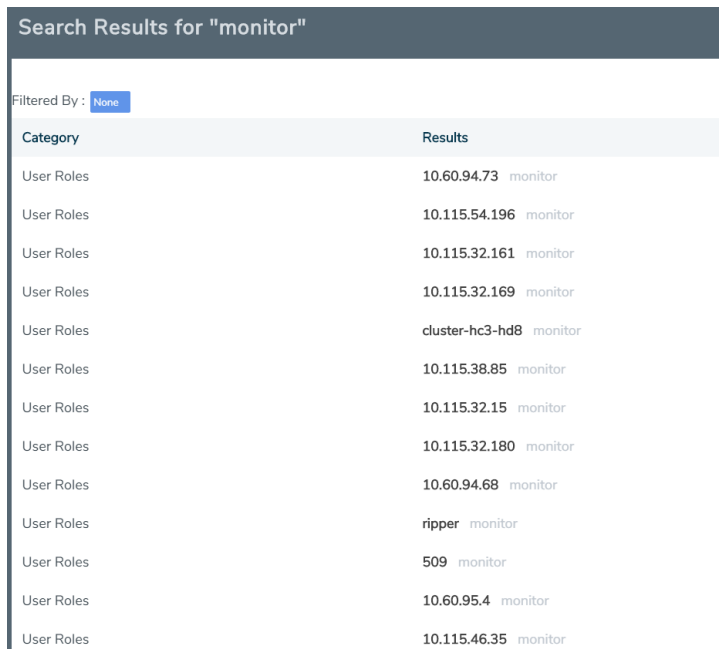 Search Results for "monitor"
Filtered By : None
Category Results
User Roles 10.60.94.73 monitor
User Roles 10.115.54.196 monitor
User Roles 10.115.32.161 monitor
User Roles 10.115.32.169 monitor
User Roles cluster-hc3-hd8 monitor
User Roles 10.115.38.85 monitor
User Roles 10.115.32.15 monitor
User Roles 10.115.32.180 monitor
User Roles 10.60.94.68 monitor
User Roles ripper monitor
User Roles 509 monitor
User Roles 10.60.95.4 monitor
User Roles 10.115.46.35 monitor